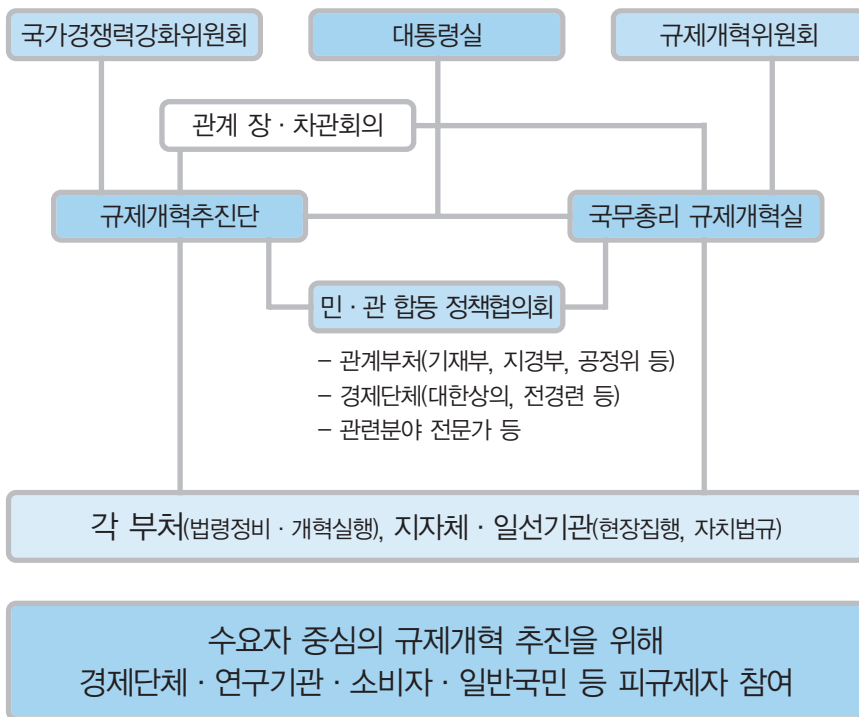 국가경쟁력강화위원회
대통령실
규제개혁위원회
관계 장 · 차관회의
규제개혁추진단
국무총리 규제개혁실
민 · 관 합동 정책협의회
– 관계부처(기재부, 지경부, 공정위 등)
– 경제단체(대한상의, 전경련 등)
– 관련분야 전문가 등
각 부처(법령정비 · 개혁실행), 지자체 · 일선기관(현장집행, 자치법규)
수요자 중심의 규제개혁 추진을 위해
경제단체 · 연구기관 · 소비자 · 일반국민 등 피규제자 참여